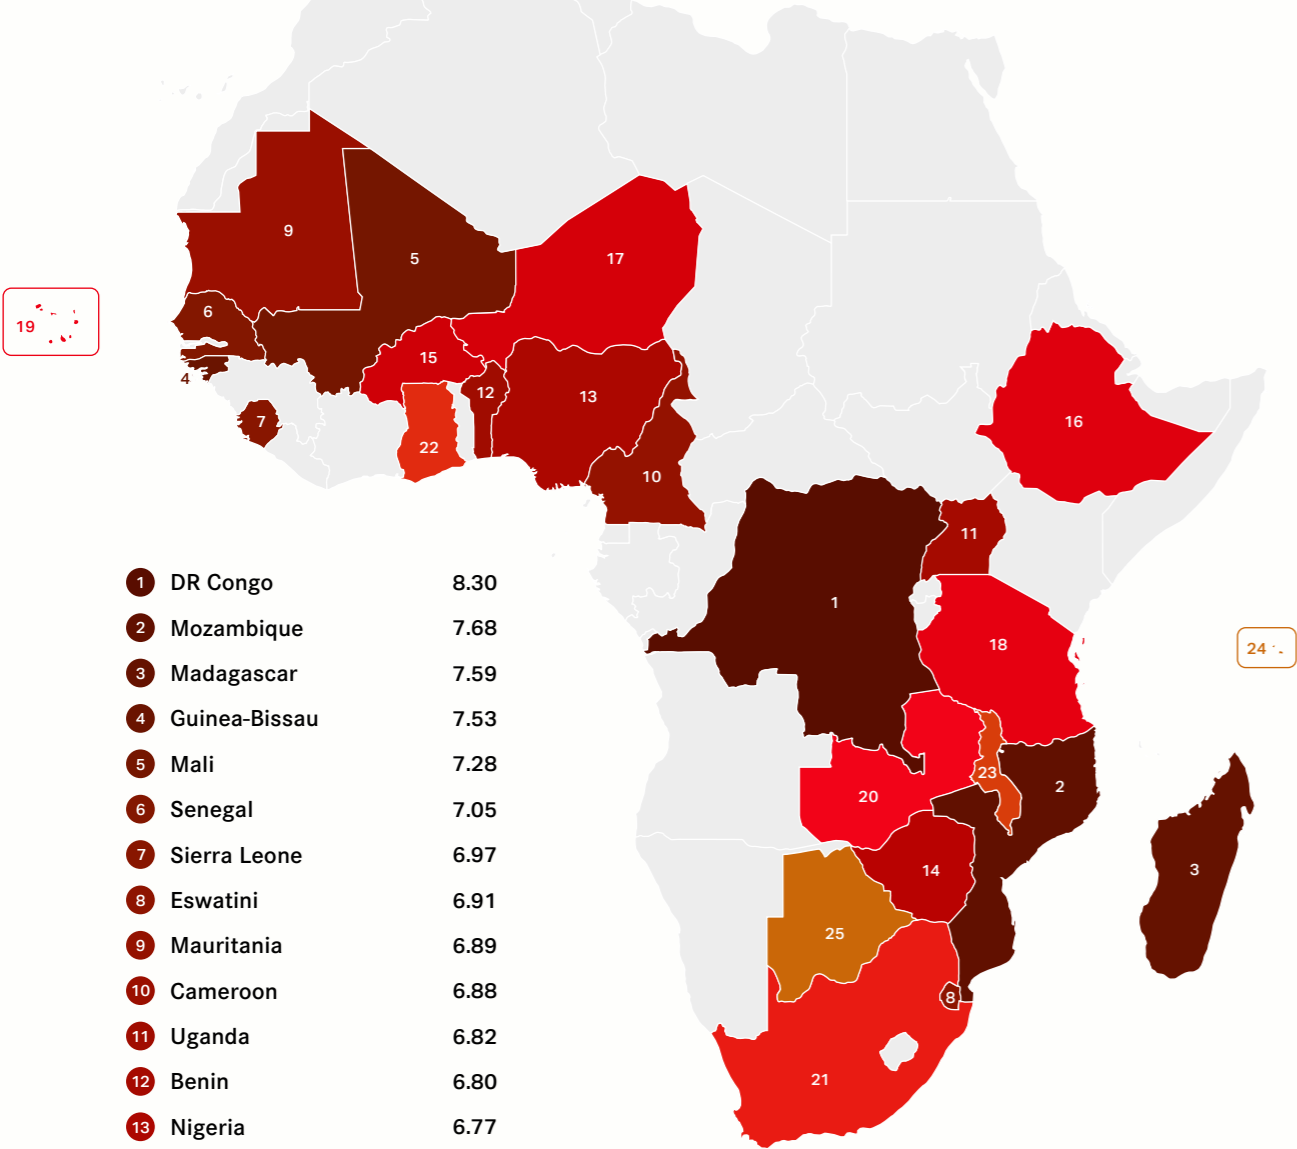 9
5
17
6
19
15
4
12
13
7
22
16
10
11
1
18
23
2
20
14
3
25
8
21
24
1 DR Congo 8.30
2 Mozambique 7.68
3 Madagascar 7.59
4 Guinea-Bissau 7.53
5 Mali 7.28
6 Senegal 7.05
7 Sierra Leone 6.97
8 Eswatini 6.91
9 Mauritania 6.89
10 Cameroon 6.88
11 Uganda 6.82
12 Benin 6.80
13 Nigeria 6.77